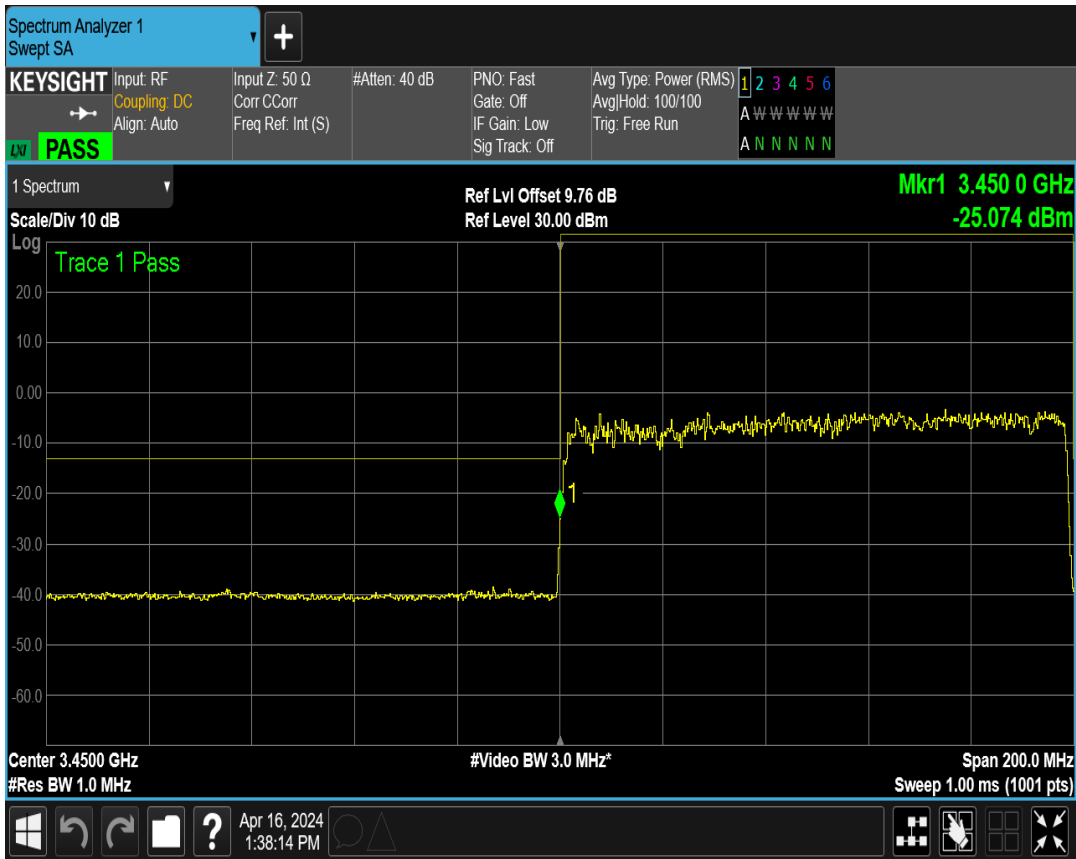 Spectrum Analyzer 1
Swept SA
+
KEYSIGHT
LXI PASS
Input: RF
Coupling: DC
Align: Auto
Input Z: 50 Ω
Corr CCorr
Freq Ref: Int (S)
#Atten: 40 dB
PNO: Fast
Gate: Off
IF Gain: Low
Sig Track: Off
Avg Type: Power (RMS)
Avg|Hold: 100/100
Trig: Free Run
1 2 3 4 5 6
A W W W W W
A N N N N N
1 Spectrum
Scale/Div 10 dB
Ref Lvl Offset 9.76 dB
Ref Level 30.00 dBm
Mkr1 3.450 0 GHz
-25.074 dBm
Log
Trace 1 Pass
20.0
10.0
0.00
-10.0
-20.0
-30.0
-40.0
-50.0
-60.0
1
Center 3.4500 GHz
#Res BW 1.0 MHz
#Video BW 3.0 MHz*
Span 200.0 MHz
Sweep 1.00 ms (1001 pts)
?
Apr 16, 2024
1:38:14 PM